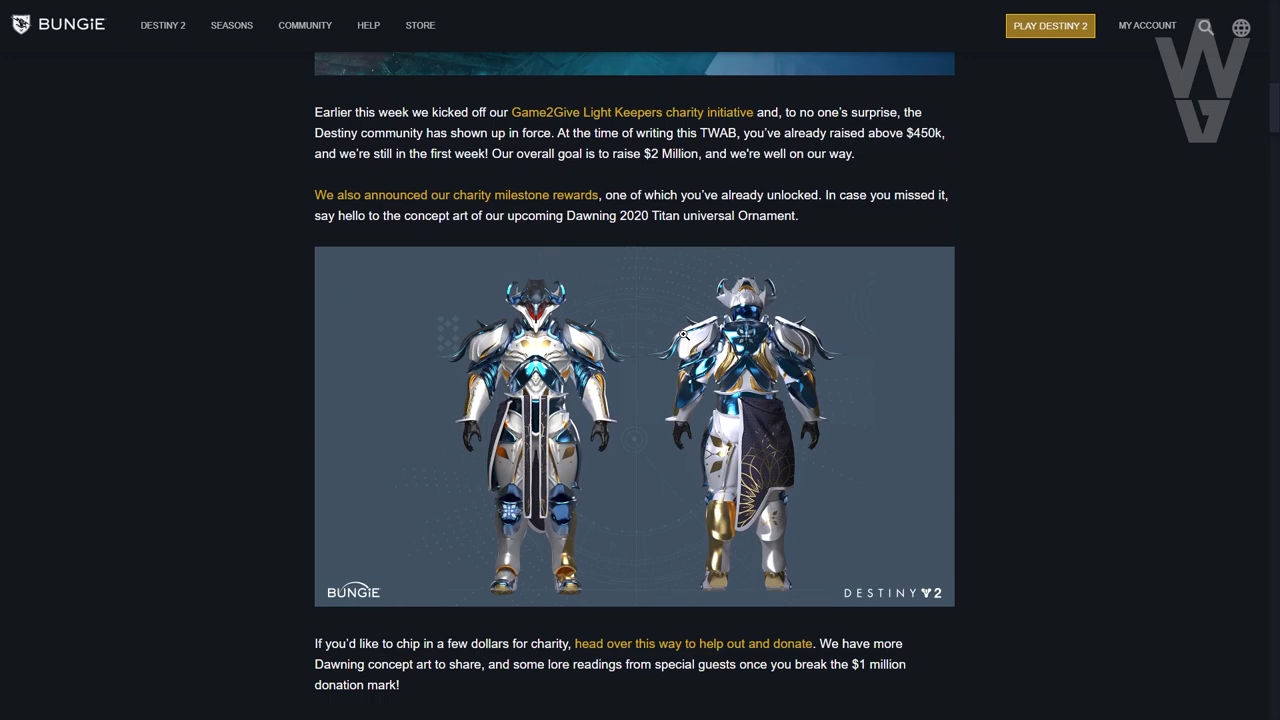 BUNGiE DESTINY 2 SEASONS COMMUNITY HELP STORE PLAY DESTINY 2 MY ACCOUNT
WG
Earlier this week we kicked off our Game2Give Light Keepers charity initiative and, to no one's surprise, the
Destiny community has shown up in force. At the time of writing this TWAB, you've already raised above $450k,
and we're still in the first week! Our overall goal is to raise $2 Million, and we're well on our way.
We also announced our charity milestone rewards, one of which you've already unlocked. In case you missed it,
say hello to the concept art of our upcoming Dawning 2020 Titan universal Ornament.
BUNGiE
DESTINY 2
If you'd like to chip in a few dollars for charity, head over this way to help out and donate. We have more
Dawning concept art to share, and some lore readings from special guests once you break the $1 million
donation mark!